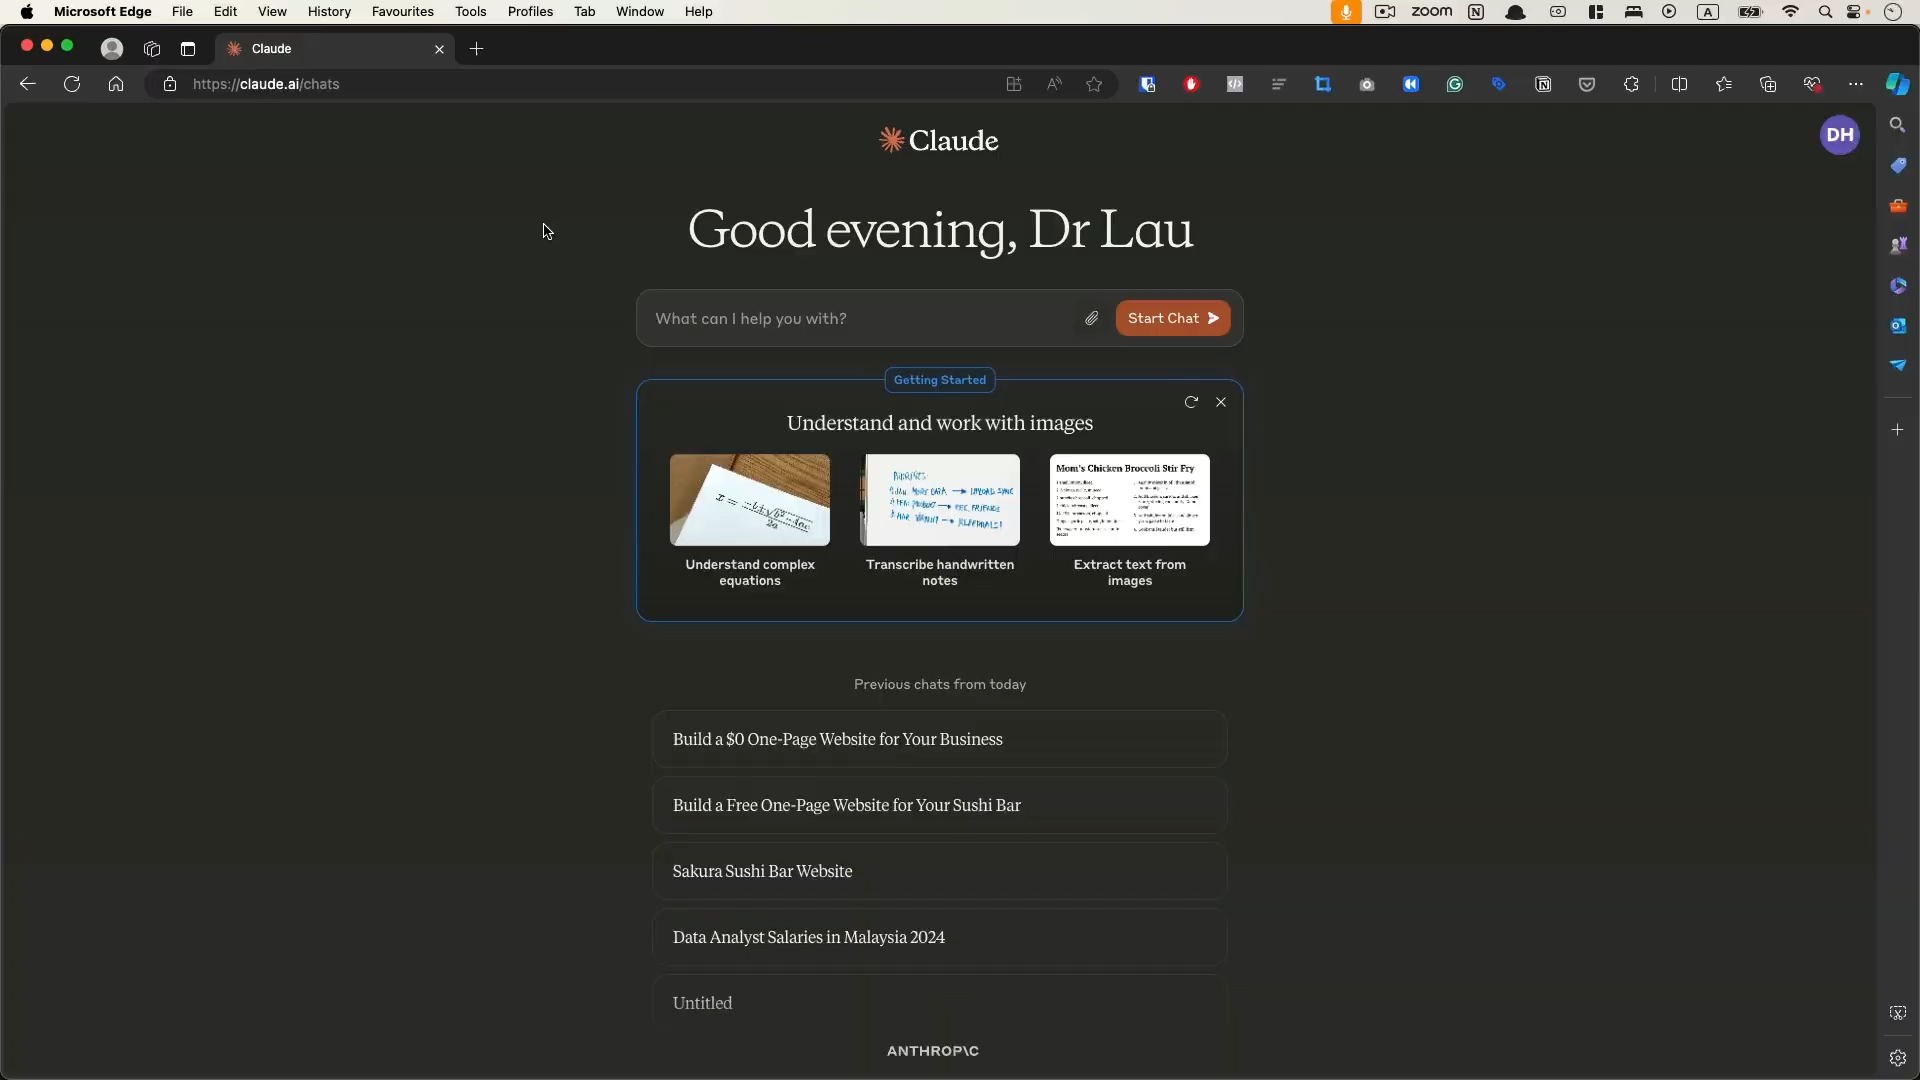 Microsoft Edge File Edit View History Favourites Tools Profiles Tab Window Help zoom
Claude
https://claude.ai/chats
Claude
DH
Good evening, Dr Lau
What can I help you with?
Start Chat
Getting Started
Understand and work with images
Mom's Chicken Broccoli Stir Fry
Understand complex equations
Transcribe handwritten notes
Extract text from images
Previous chats from today
Build a $0 One-Page Website for Your Business
Build a Free One-Page Website for Your Sushi Bar
Sakura Sushi Bar Website
Data Analyst Salaries in Malaysia 2024
Untitled
ANTHROP\C